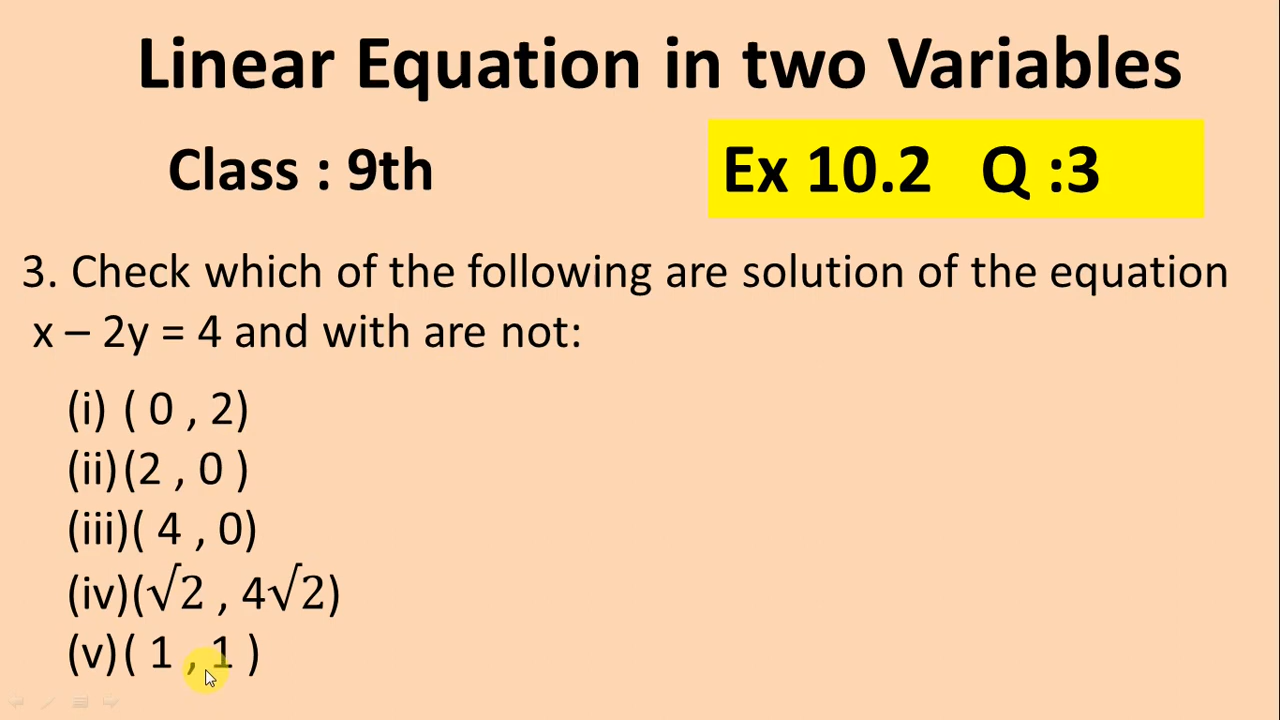 Linear Equation in two Variables
Class : 9th
Ex 10.2 Q :3
3. Check which of the following are solution of the equation
x – 2y = 4 and with are not:
(i) ( 0 , 2)
(ii)(2 , 0 )
(iii)( 4 , 0)
(iv)(√2 , 4√2)
(v)( 1 , 1 )